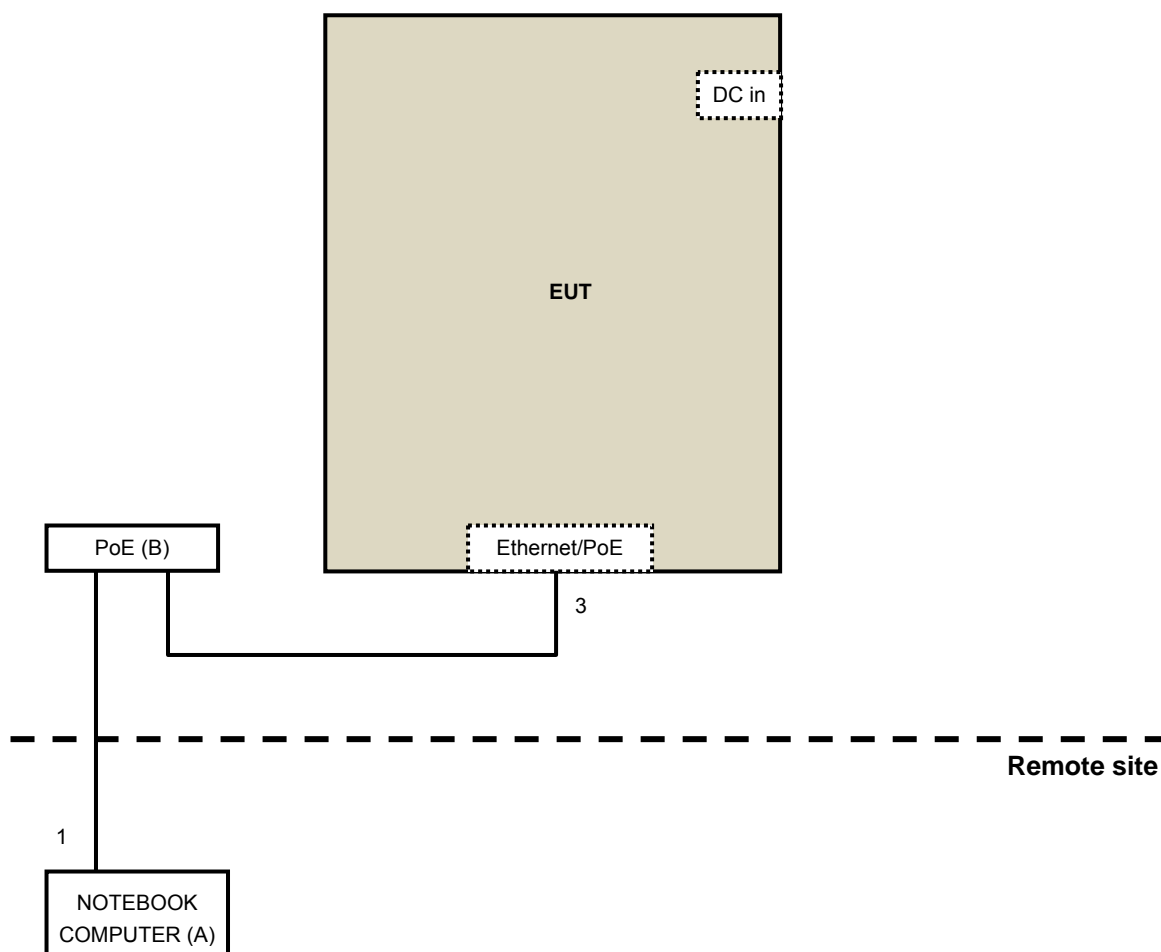 DC in
EUT
PoE (B)
Ethernet/PoE
3
Remote site
1
NOTEBOOK
COMPUTER (A)